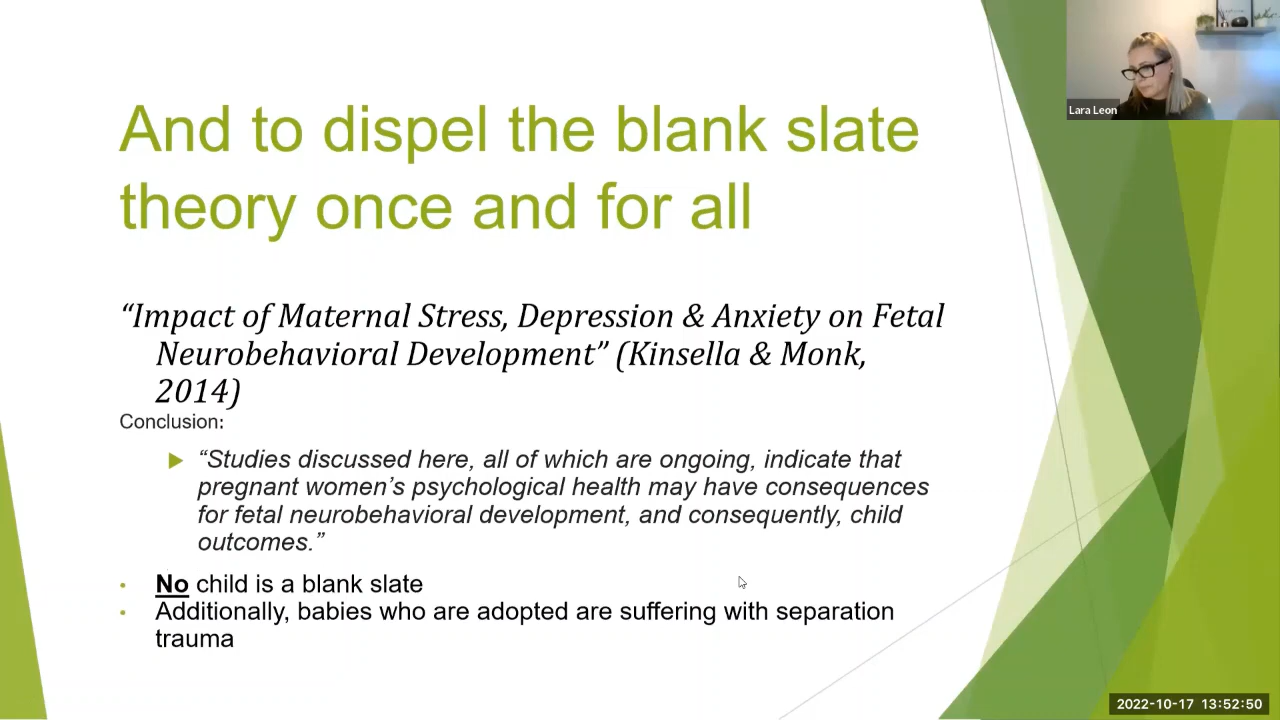 And to dispel the blank slate
theory once and for all
“Impact of Maternal Stress, Depression & Anxiety on Fetal
Neurobehavioral Development” (Kinsella & Monk,
2014)
Conclusion:
“Studies discussed here, all of which are ongoing, indicate that
pregnant women’s psychological health may have consequences
for fetal neurobehavioral development, and consequently, child
outcomes.”
No child is a blank slate
Additionally, babies who are adopted are suffering with separation
trauma
Lara Leon
2022-10-17 13:52:50